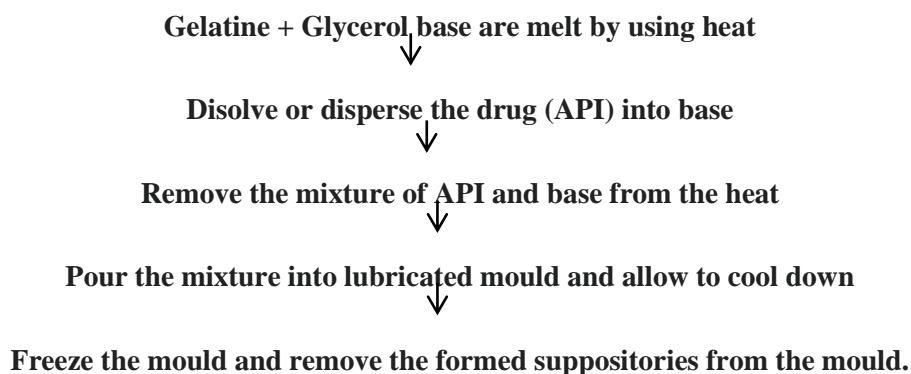 Gelatine + Glycerol base are melt by using heat
Disolve or disperse the drug (API) into base
Remove the mixture of API and base from the heat
Pour the mixture into lubricated mould and allow to cool down
Freeze the mould and remove the formed suppositories from the mould.